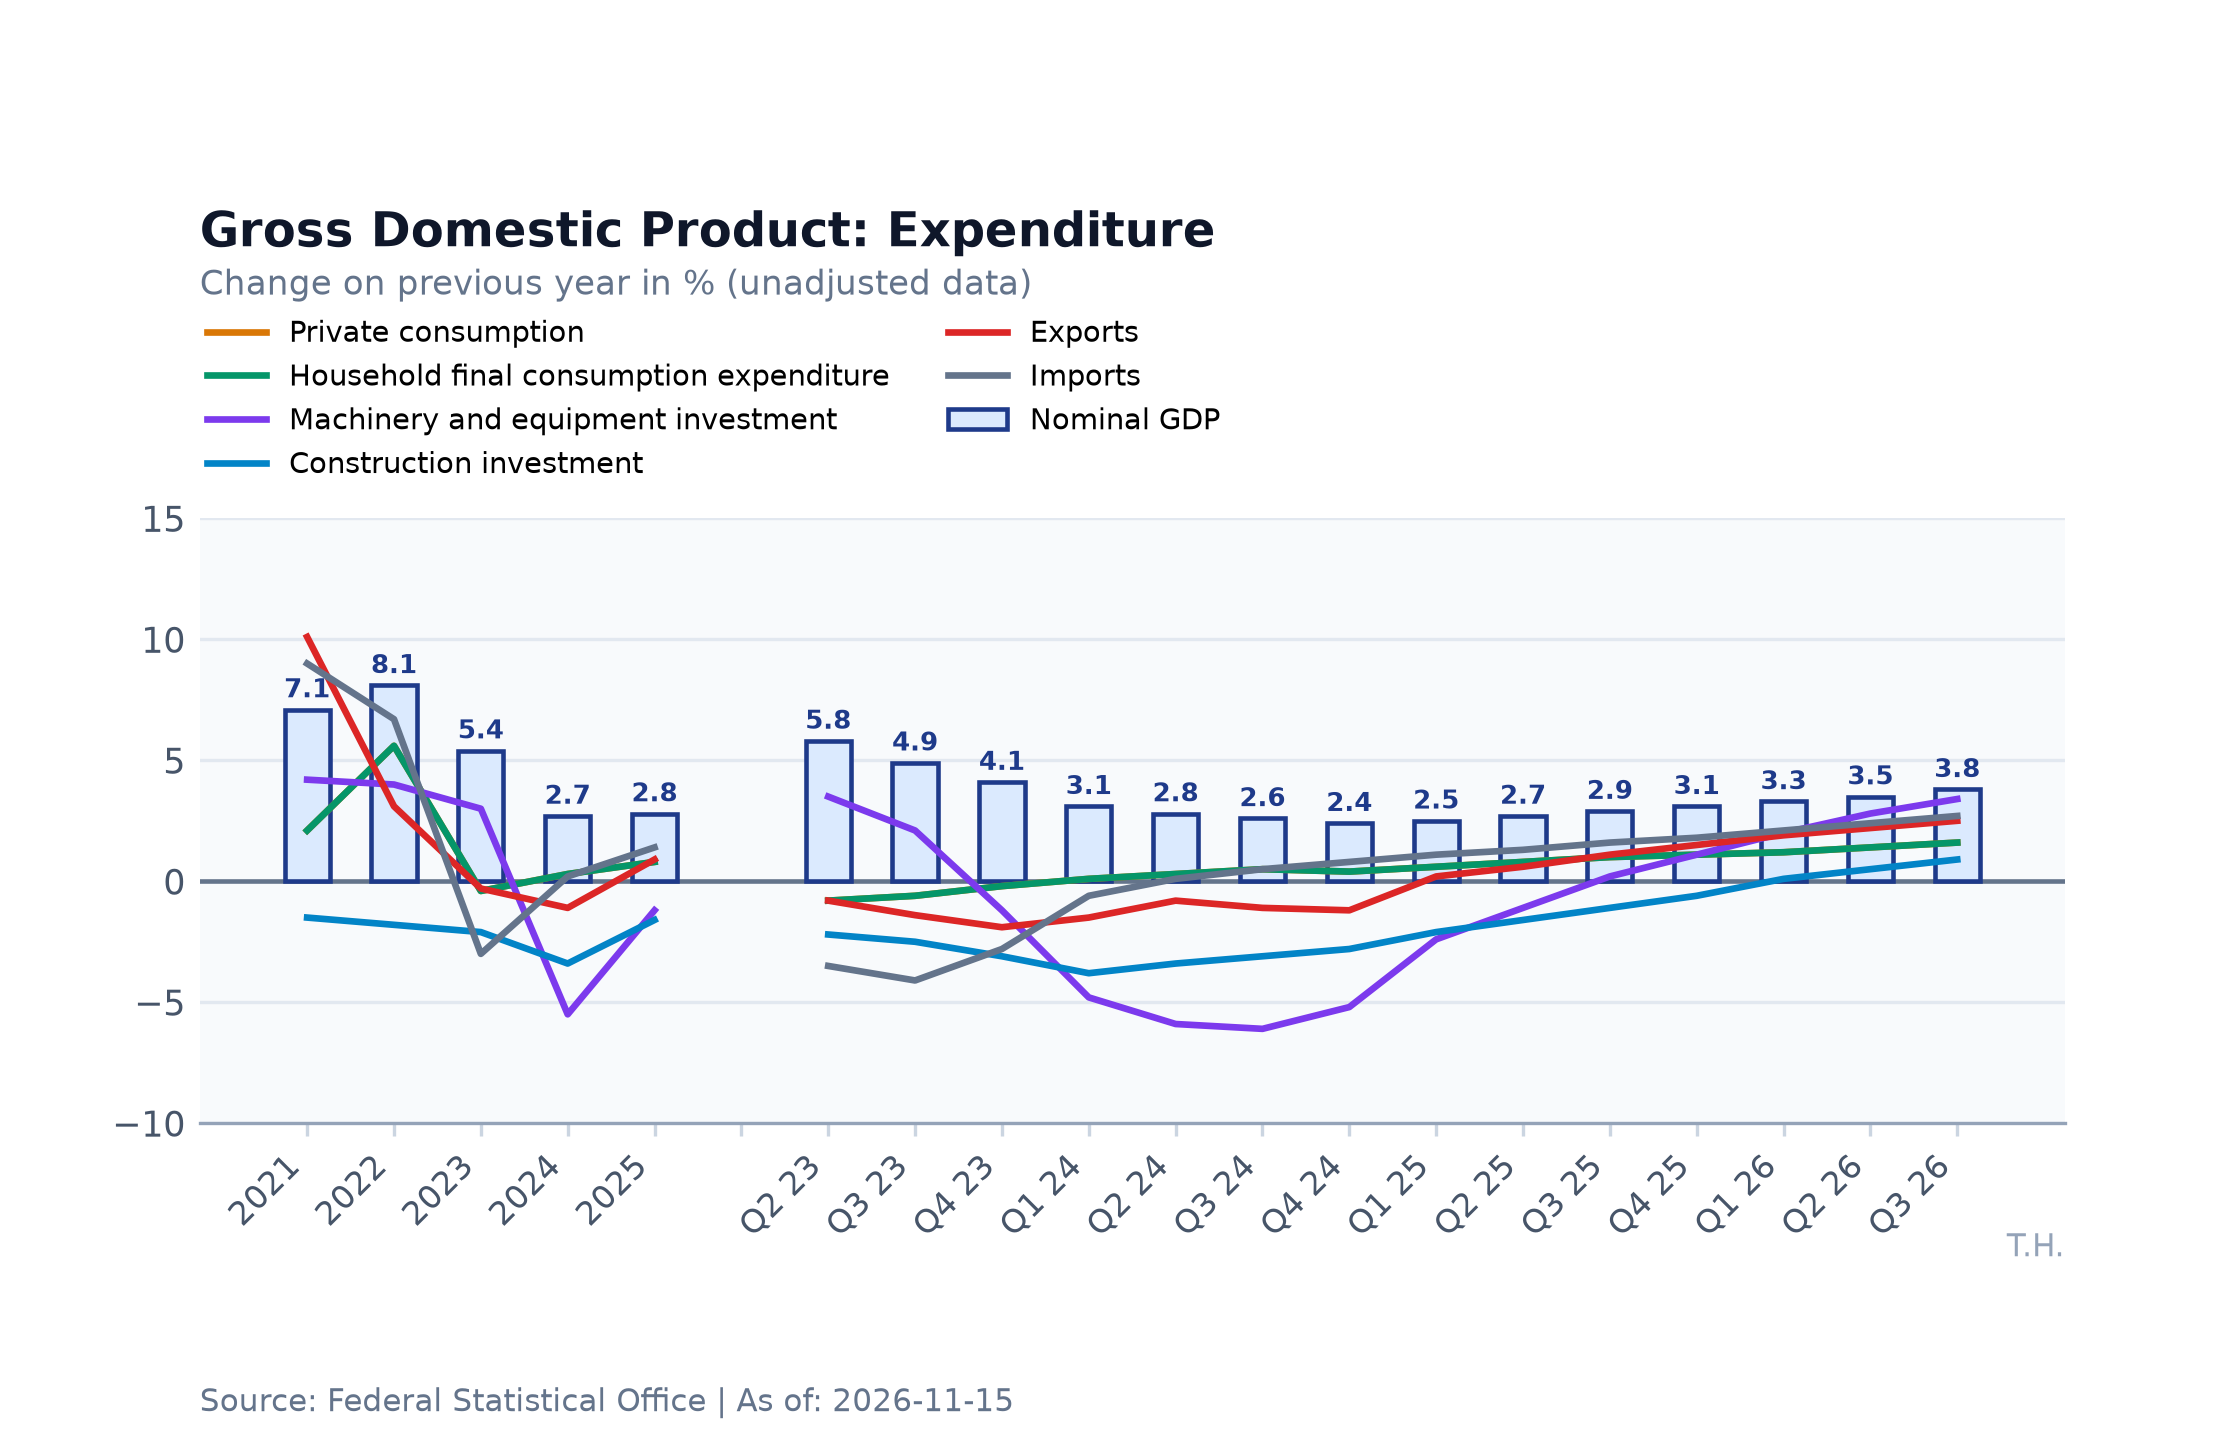 Gross Domestic Product: Expenditure
Change on previous year in % (unadjusted data)
Private consumption
Household final consumption expenditure
Machinery and equipment investment
Construction investment
Exports
Imports
Nominal GDP
15
10
5
0
−5
−10
7.1
8.1
5.4
2.7
2.8
5.8
4.9
4.1
3.1
2.8
2.6
2.4
2.5
2.7
2.9
3.1
3.3
3.5
3.8
2021
2022
2023
2024
2025
Q2 23
Q3 23
Q4 23
Q1 24
Q2 24
Q3 24
Q4 24
Q1 25
Q2 25
Q3 25
Q4 25
Q1 26
Q2 26
Q3 26
T.H.
Source: Federal Statistical Office | As of: 2026-11-15